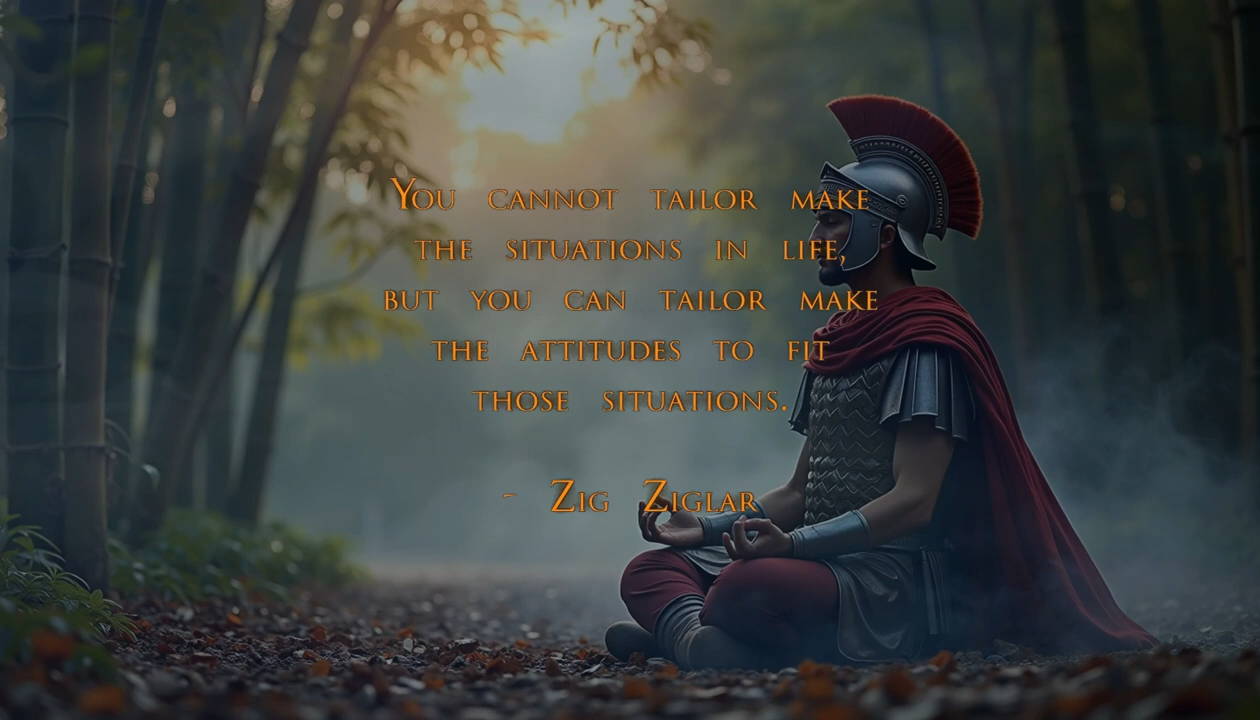 You cannot tailor make
the situations in life,
but you can tailor make
the attitudes to fit
those situations.
- Zig Ziglar